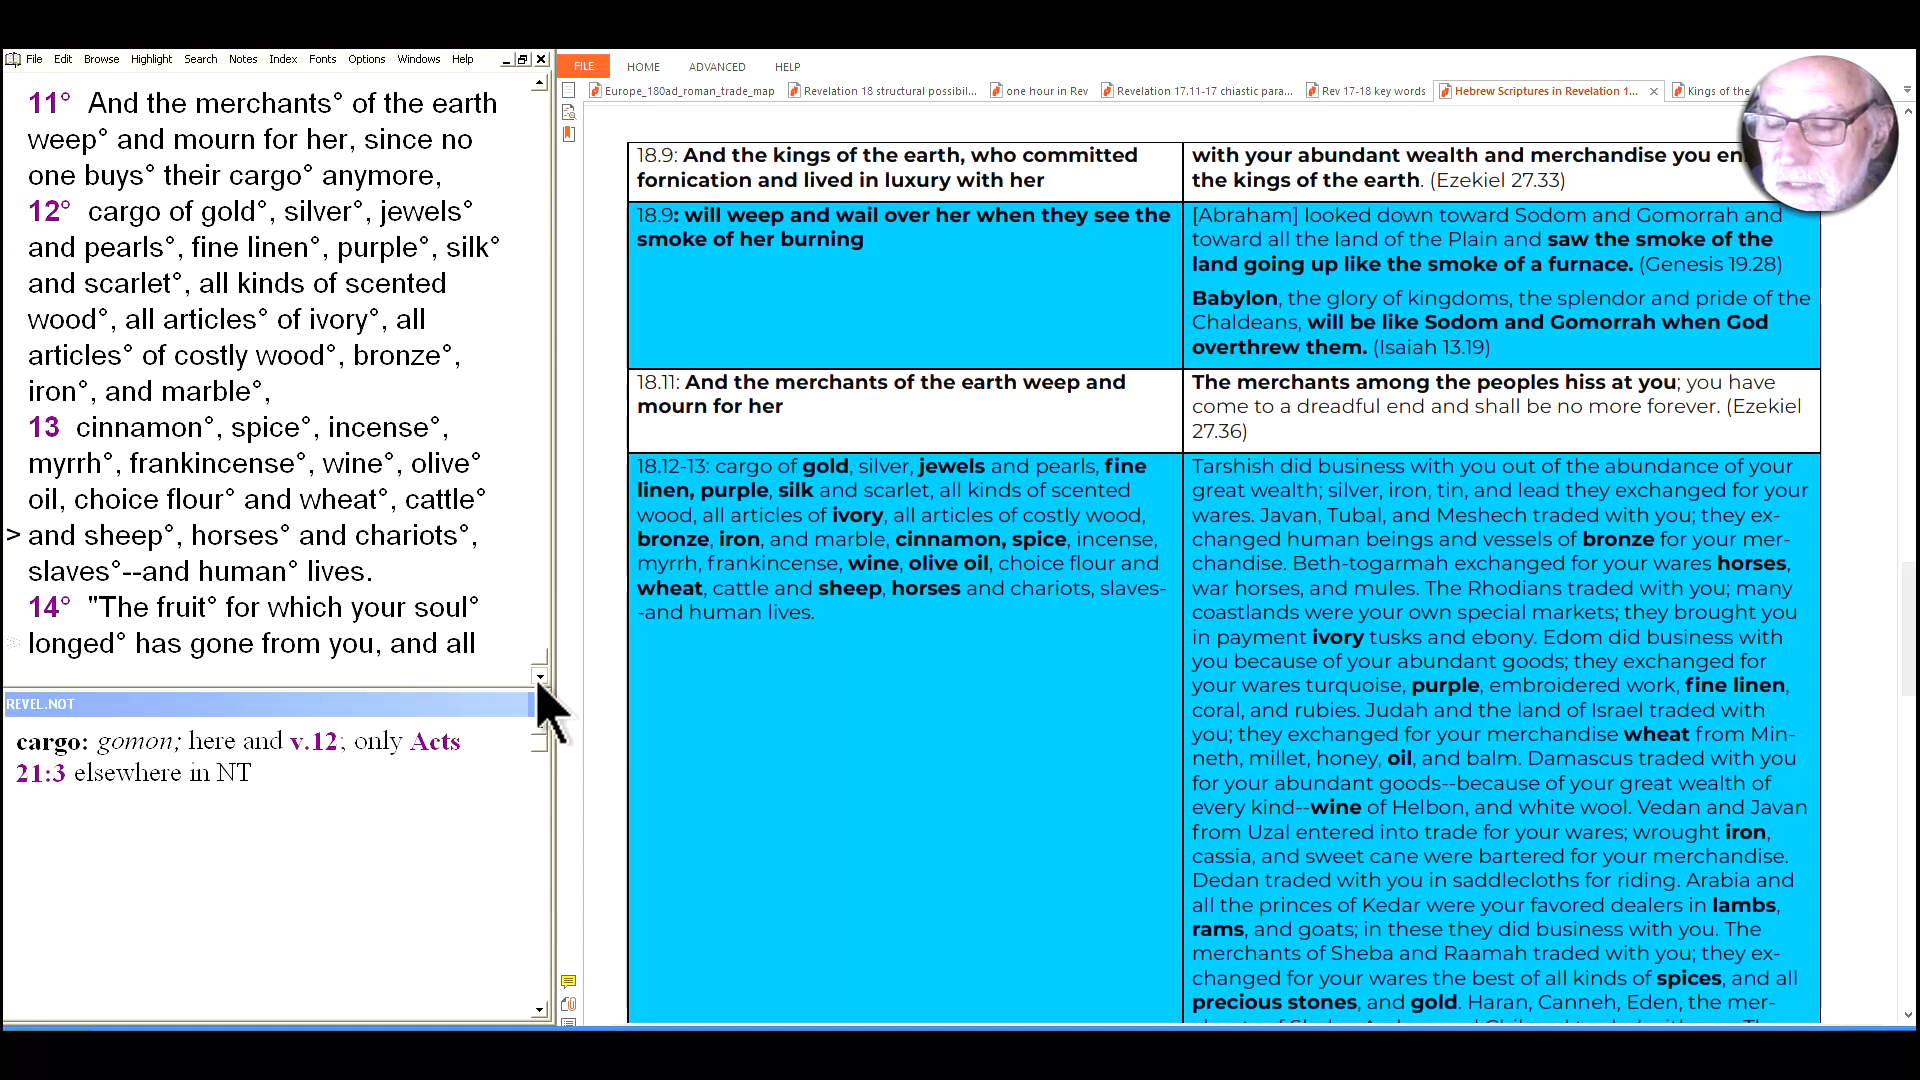 File Edit Browse Highlight Search Notes Index Fonts Options Windows Help
11° And the merchants° of the earth
weep° and mourn for her, since no
one buys° their cargo° anymore,
12° cargo of gold°, silver°, jewels°
and pearls°, fine linen°, purple°, silk°
and scarlet°, all kinds of scented
wood°, all articles° of ivory°, all
articles° of costly wood°, bronze°,
iron°, and marble°,
13 cinnamon°, spice°, incense°,
myrrh°, frankincense°, wine°, olive°
oil, choice flour° and wheat°, cattle°
> and sheep°, horses° and chariots°,
slaves°--and human° lives.
14° "The fruit° for which your soul°
longed° has gone from you, and all
REVEL.NOT
cargo: gomon; here and v.12; only Acts
21:3 elsewhere in NT
FILE HOME ADVANCED HELP
Europe_180ad_roman_trade_map Revelation 18 structural possibil... one hour in Rev Revelation 17.11-17 chiastic para... Rev 17-18 key words Hebrew Scriptures in Revelation 1... Kings of the
18.9: And the kings of the earth, who committed
fornication and lived in luxury with her
with your abundant wealth and merchandise you en
the kings of the earth. (Ezekiel 27.33)
18.9: will weep and wail over her when they see the
smoke of her burning
[Abraham] looked down toward Sodom and Gomorrah and
toward all the land of the Plain and saw the smoke of the
land going up like the smoke of a furnace. (Genesis 19.28)
Babylon, the glory of kingdoms, the splendor and pride of the
Chaldeans, will be like Sodom and Gomorrah when God
overthrew them. (Isaiah 13.19)
18.11: And the merchants of the earth weep and
mourn for her
The merchants among the peoples hiss at you; you have
come to a dreadful end and shall be no more forever. (Ezekiel
27.36)
18.12-13: cargo of gold, silver, jewels and pearls, fine
linen, purple, silk and scarlet, all kinds of scented
wood, all articles of ivory, all articles of costly wood,
bronze, iron, and marble, cinnamon, spice, incense,
myrrh, frankincense, wine, olive oil, choice flour and
wheat, cattle and sheep, horses and chariots, slaves-
-and human lives.
Tarshish did business with you out of the abundance of your
great wealth; silver, iron, tin, and lead they exchanged for your
wares. Javan, Tubal, and Meshech traded with you; they ex-
changed human beings and vessels of bronze for your mer-
chandise. Beth-togarmah exchanged for your wares horses,
war horses, and mules. The Rhodians traded with you; many
coastlands were your own special markets; they brought you
in payment ivory tusks and ebony. Edom did business with
you because of your abundant goods; they exchanged for
your wares turquoise, purple, embroidered work, fine linen,
coral, and rubies. Judah and the land of Israel traded with
you; they exchanged for your merchandise wheat from Min-
neth, millet, honey, oil, and balm. Damascus traded with you
for your abundant goods--because of your great wealth of
every kind--wine of Helbon, and white wool. Vedan and Javan
from Uzal entered into trade for your wares; wrought iron,
cassia, and sweet cane were bartered for your merchandise.
Dedan traded with you in saddlecloths for riding. Arabia and
all the princes of Kedar were your favored dealers in lambs,
rams, and goats; in these they did business with you. The
merchants of Sheba and Raamah traded with you; they ex-
changed for your wares the best of all kinds of spices, and all
precious stones, and gold. Haran, Canneh, Eden, the mer-